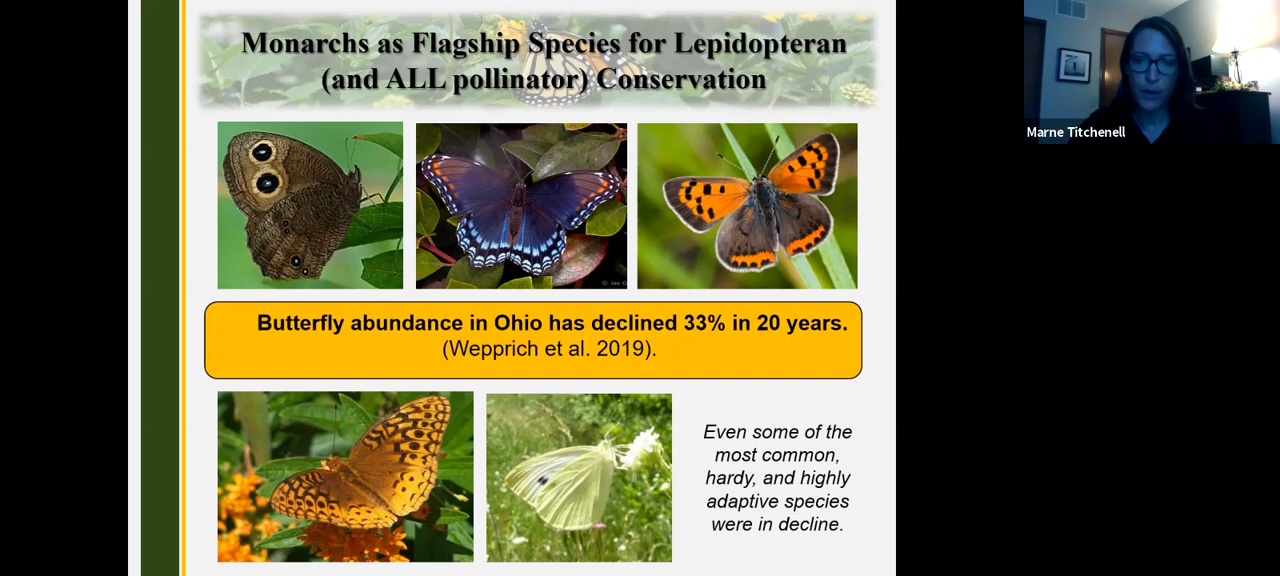 Monarchs as Flagship Species for Lepidopteran
(and ALL pollinator) Conservation
Marne Titchenell
Butterfly abundance in Ohio has declined 33% in 20 years.
(Wepprich et al. 2019).
Even some of the
most common,
hardy, and highly
adaptive species
were in decline.